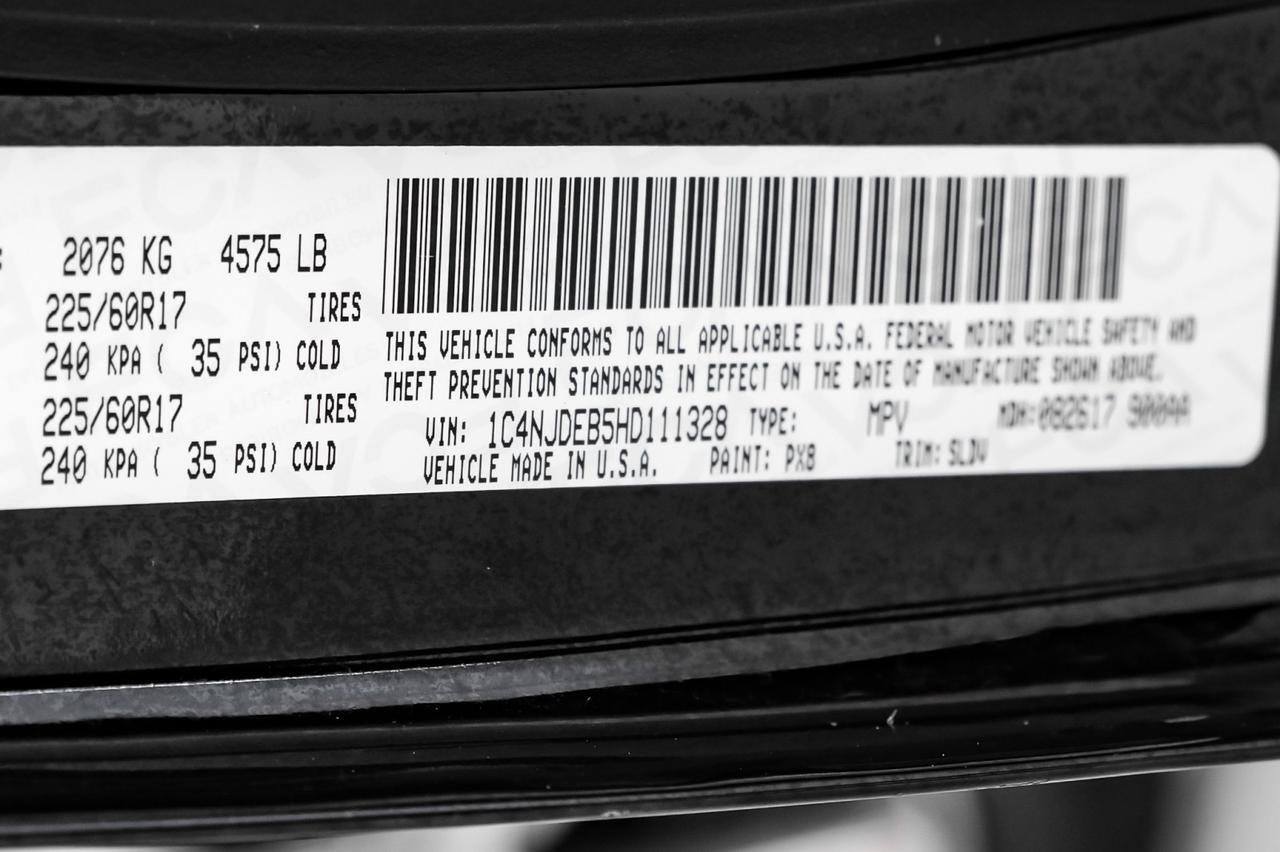 2076 KG 4575 LB
225/60R17 TIRES
240 KPA ( 35 PSI) COLD
225/60R17 TIRES
240 KPA ( 35 PSI) COLD
THIS VEHICLE CONFORMS TO ALL APPLICABLE U.S.A. FEDERAL MOTOR VEHICLE SAFETY AND
THEFT PREVENTION STANDARDS IN EFFECT ON THE DATE OF MANUFACTURE SHOWN ABOVE.
VIN: 1C4NJDEB5HD111328 TYPE: MPV MDH:082617 900AA
VEHICLE MADE IN U.S.A. PAINT: PX8 TRIM: SLDV